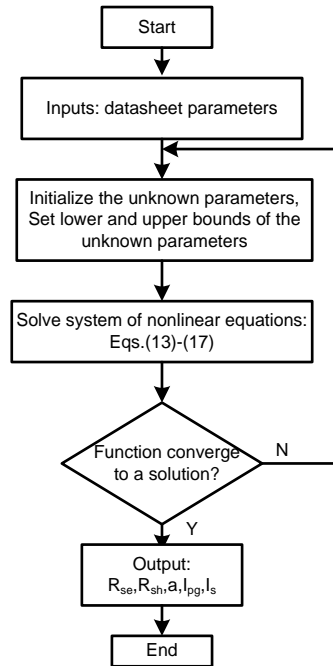 Start
Inputs: datasheet parameters
Initialize the unknown parameters,
Set lower and upper bounds of the
unknown parameters
Solve system of nonlinear equations:
Eqs.(13)-(17)
Function converge
to a solution?
N
Y
Output:
Rse,Rsh,a,Ipg,Is
End